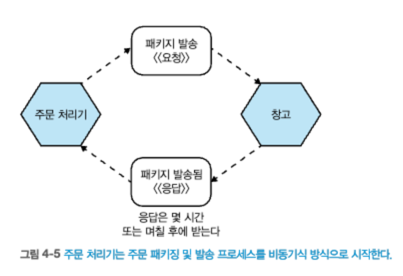 패키지 발송
《요청》
주문 처리기
창고
패키지 발송됨
《응답》
응답은 몇 시간
또는 며칠 후에 받는다
그림 4-5 주문 처리기는 주문 패키징 및 발송 프로세스를 비동기식 방식으로 시작한다.